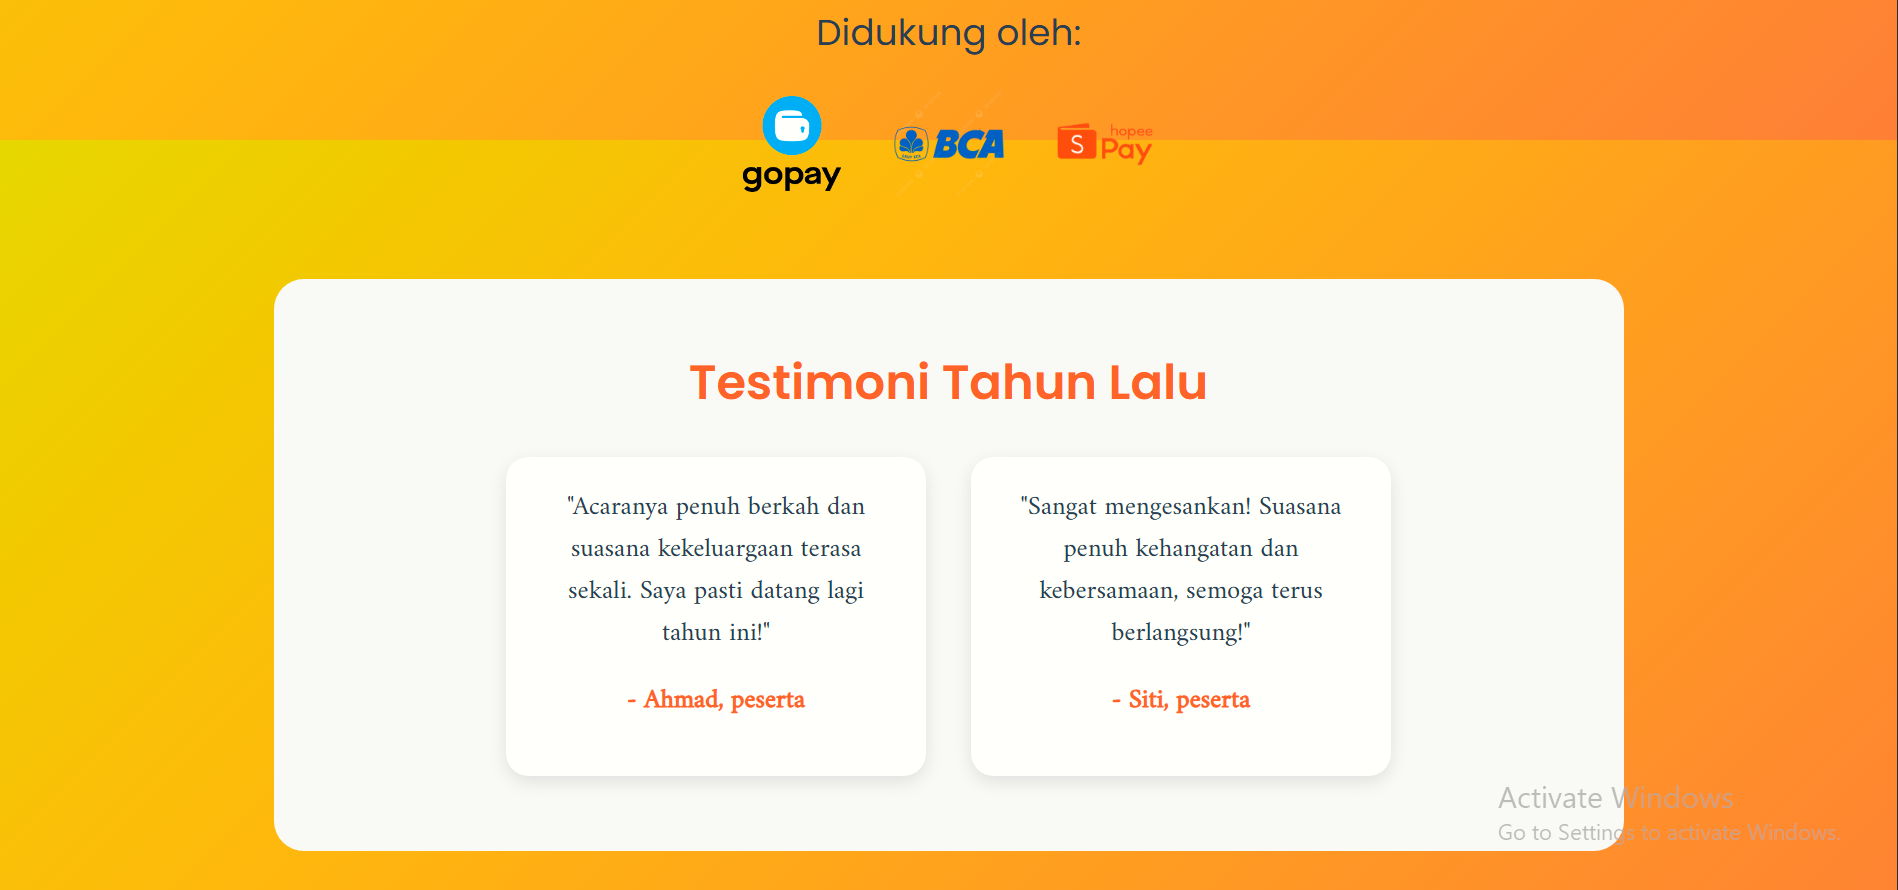 Didukung oleh:
gopay
BCA
S hopee
Pay
Testimoni Tahun Lalu
"Acaranya penuh berkah dan
suasana kekeluargaan terasa
sekali. Saya pasti datang lagi
tahun ini!"
- Ahmad, peserta
"Sangat mengesankan! Suasana
penuh kehangatan dan
kebersamaan, semoga terus
berlangsung!"
- Siti, peserta
Activate Windows
Go to Settings to activate Windows.